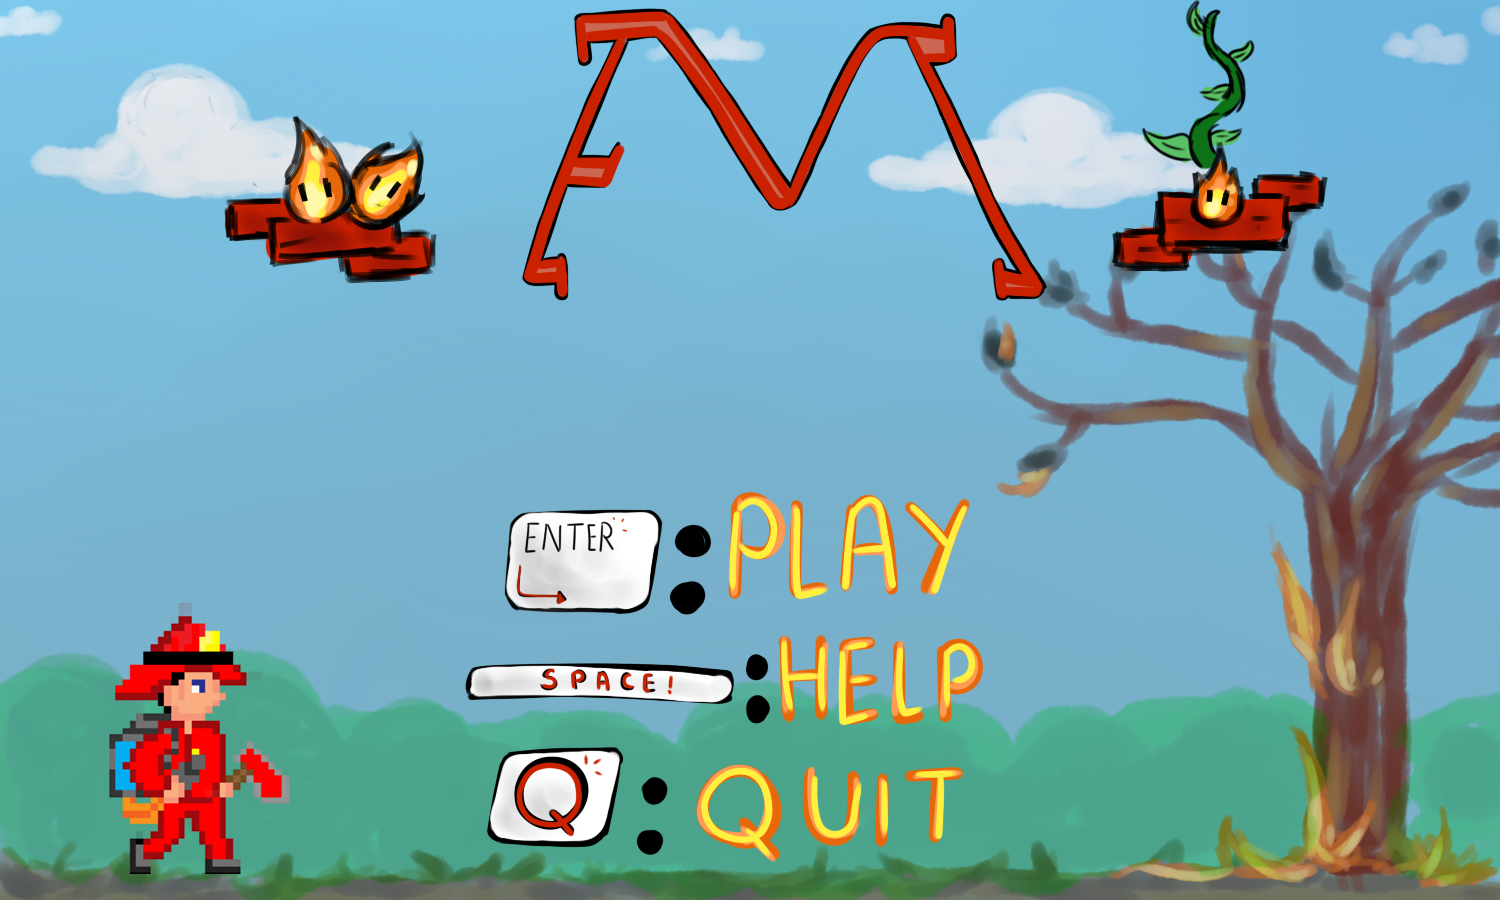 FM
ENTER : PLAY
SPACE! : HELP
Q : QUIT